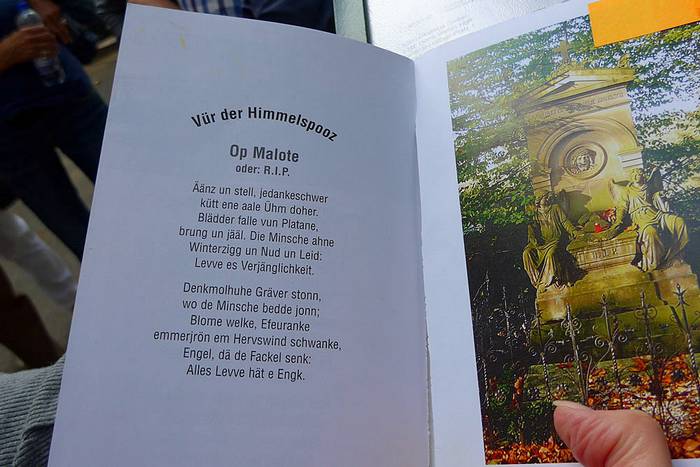 Vür der Himmelspooz
Op Malote
oder: R.I.P.
Äänz un stell, jedankeschwer
kütt ene aale Ühm doher.
Blädder falle vun Platane,
brung un jääl. Die Minsche ahne
Winterzigg un Nud un Leid:
Levve es Verjänglichkeit.
Denkmolhuhe Gräver stonn,
wo de Minsche bedde jonn;
Blome welke, Efeuranke
emmerjrön em Hervswind schwanke,
Engel, dä de Fackel senk:
Alles Levve hät e Engk.